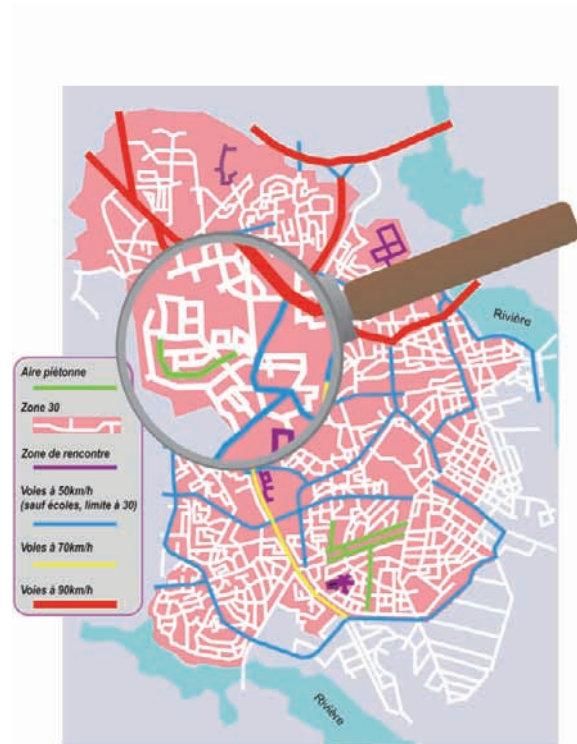 Rivière
Aire piétonne
Zone 30
Zone de rencontre
Voies à 50km/h
(sauf écoles, limite à 30)
Voies à 70km/h
Voies à 90km/h
Rivière